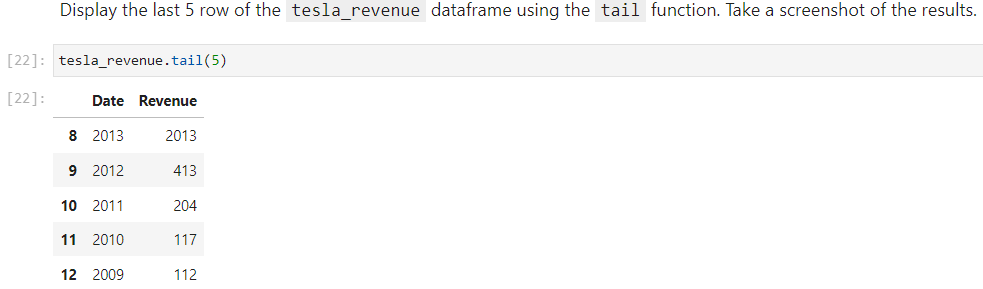 Display the last 5 row of the tesla_revenue dataframe using the tail function. Take a screenshot of the results.
[22]: tesla_revenue.tail(5)
[22]:
Date Revenue
8 2013 2013
9 2012 413
10 2011 204
11 2010 117
12 2009 112